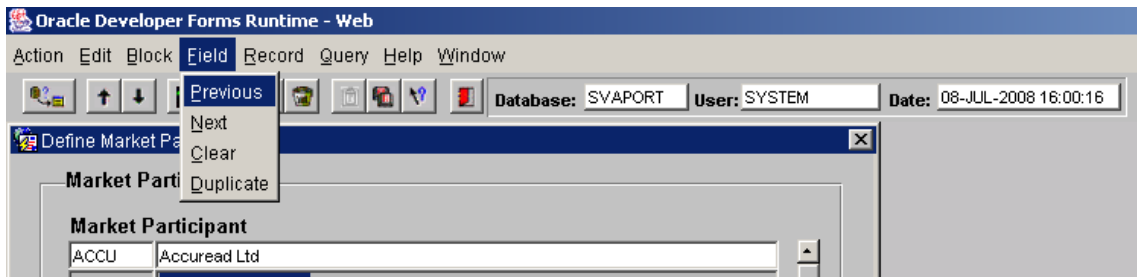 Oracle Developer Forms Runtime - Web
Action Edit Block Field Record Query Help Window
Previous
Database: SVAPORT User: SYSTEM Date: 08-JUL-2008 16:00:16
Next
Define Market Pa
Clear
Market Parti
Duplicate
Market Participant
ACCU Accuread Ltd